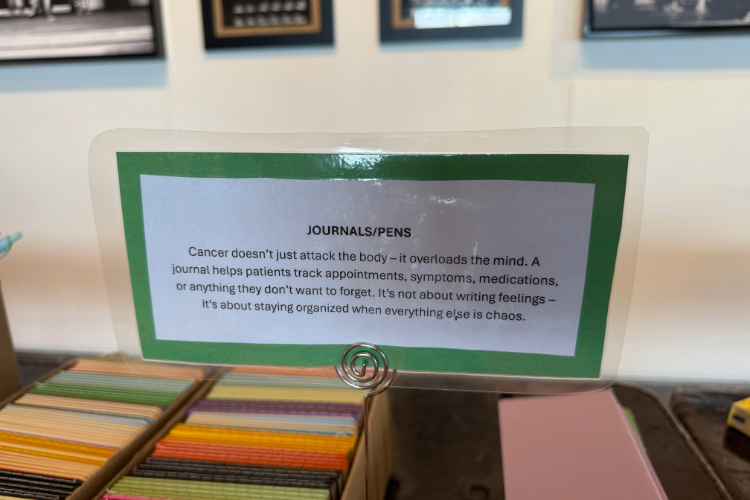 JOURNALS/PENS
Cancer doesn't just attack the body – it overloads the mind. A
journal helps patients track appointments, symptoms, medications,
or anything they don't want to forget. It's not about writing feelings –
it's about staying organized when everything else is chaos.